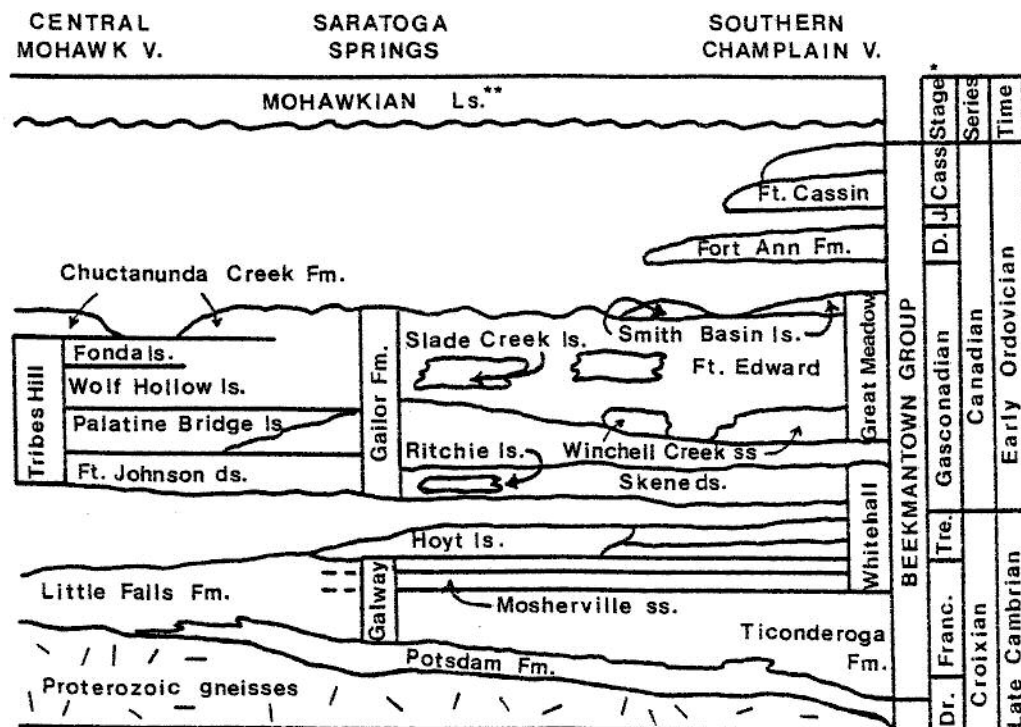 CENTRAL
MOHAWK V.
SARATOGA
SPRINGS
SOUTHERN
CHAMPLAIN V.
MOHAWKIAN Ls.**
Stage*
Series
Time
Ft. Cassin
Fort Ann Fm.
Chuctanunda Creek Fm.
Smith Basin ls.
Slade Creek ls.
Ft. Edward
Fonda ls.
Wolf Hollow ls.
Palatine Bridge ls
Ft. Johnson ds.
Tribes Hill
Gailor Fm.
Winchell Creek ss
Ritchie ls.
Skene ds.
Great Meadow
Whitehall
Hoyt ls.
Little Falls Fm.
Galway
Mosherville ss.
Ticonderoga
Fm.
Potsdam Fm.
Proterozoic gneisses
BEEKMANTOWN GROUP
Cass
J.
D.
Gasconadian
Tre.
Franc.
Dr.
Canadian
Croixian
Early Ordovician
Late Cambrian